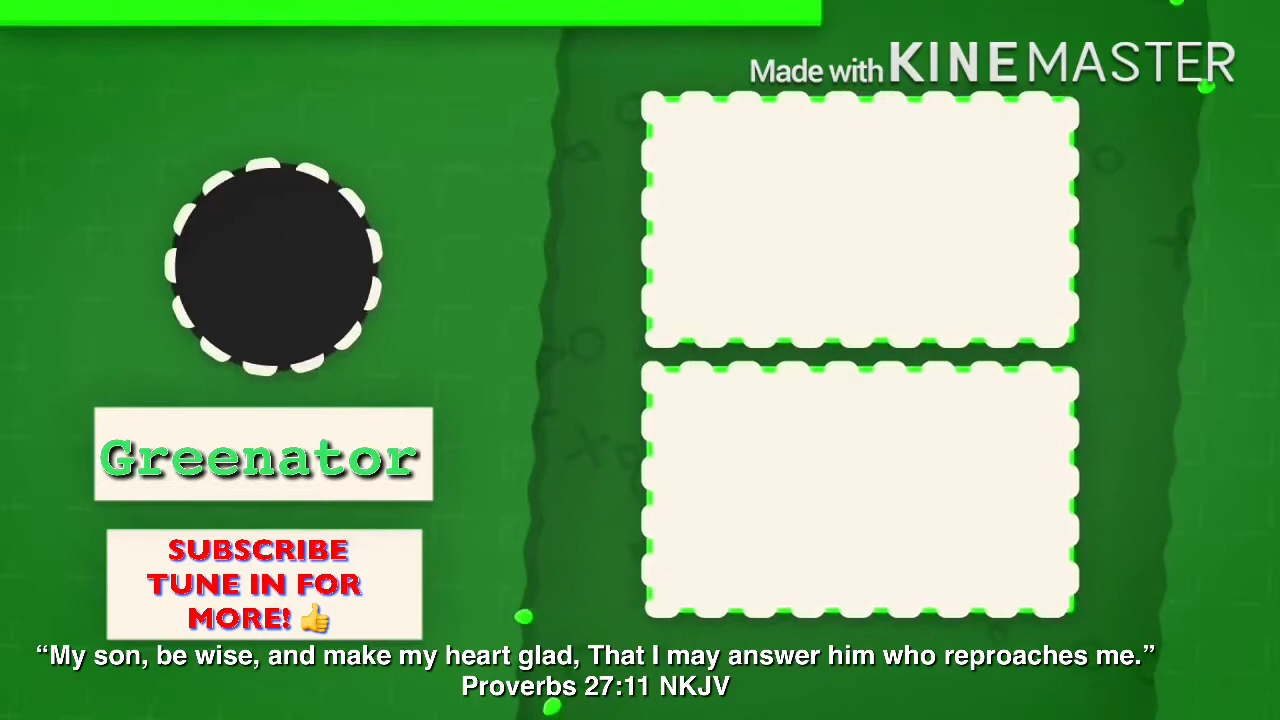 Made with KINEMASTER
Greenator
SUBSCRIBE
TUNE IN FOR
MORE! 👍
“My son, be wise, and make my heart glad, That I may answer him who reproaches me.”
Proverbs 27:11 NKJV